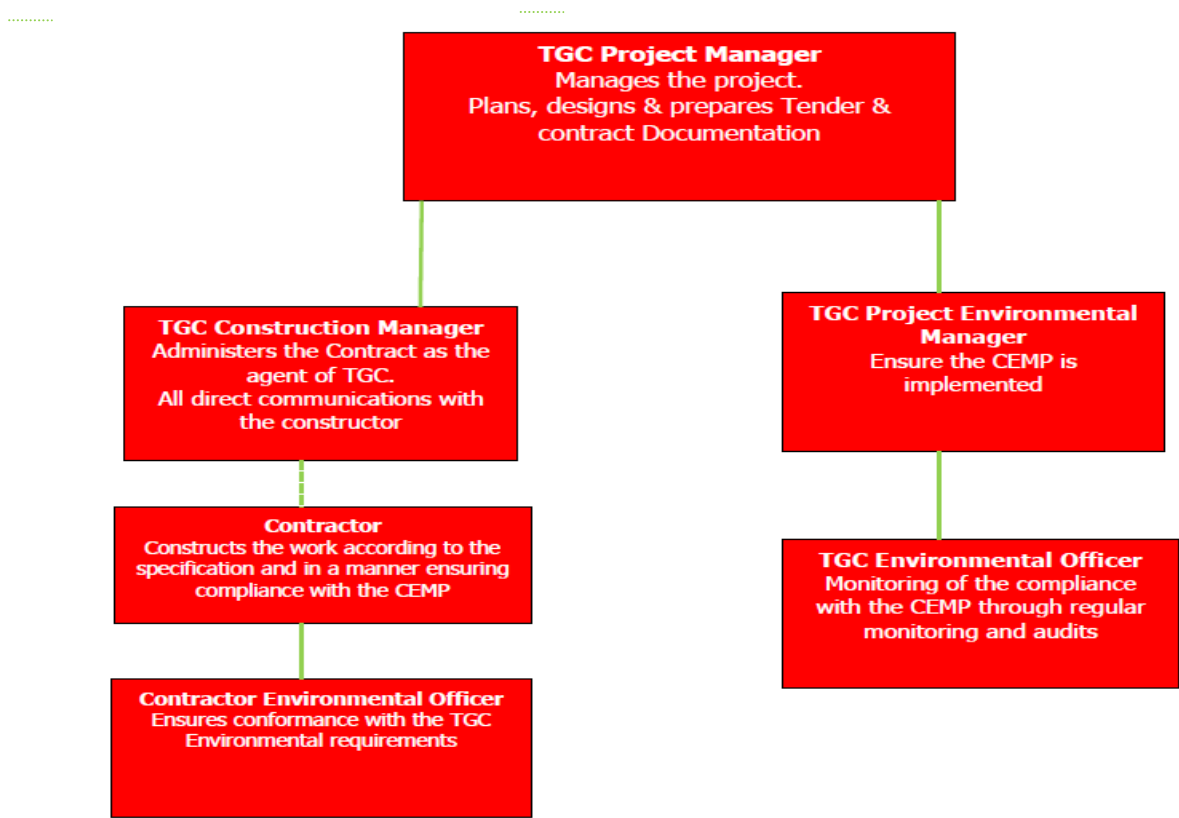 TGC Project Manager
Manages the project.
Plans, designs & prepares Tender &
contract Documentation
TGC Construction Manager
Administers the Contract as the
agent of TGC.
All direct communications with
the constructor
TGC Project Environmental
Manager
Ensure the CEMP is
implemented
Contractor
Constructs the work according to the
specification and in a manner ensuring
compliance with the CEMP
TGC Environmental Officer
Monitoring of the compliance
with the CEMP through regular
monitoring and audits
Contractor Environmental Officer
Ensures conformance with the TGC
Environmental requirements